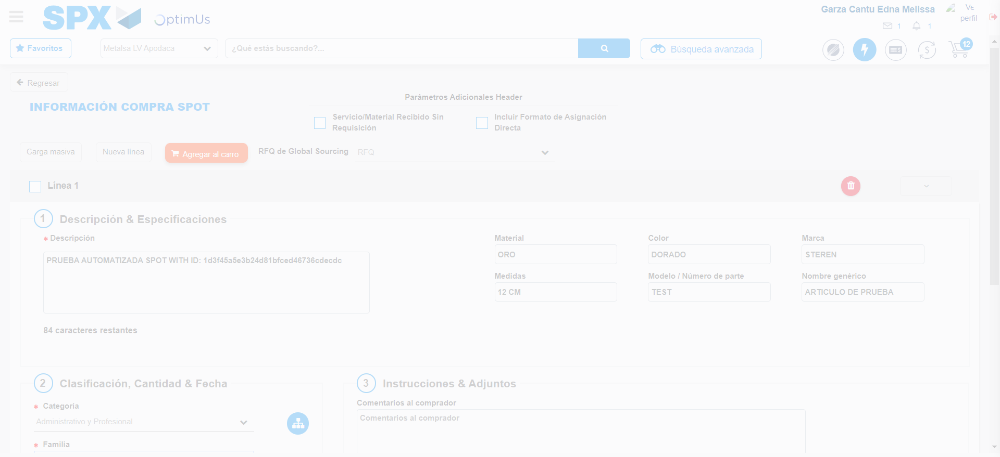 SPX
OptimUs
Garza Cantu Edna Melissa
perfil
1
1
Favoritos
Metalsa LV Apodaca
¿Qué estás buscando?...
Búsqueda avanzada
12
Regresar
INFORMACIÓN COMPRA SPOT
Parámetros Adicionales Header
Servicio/Material Recibido Sin
Requisición
Incluir Formato de Asignación
Directa
Carga masiva
Nueva línea
Agregar al carro
RFQ de Global Sourcing
RFQ
Línea 1
1
Descripción & Especificaciones
* Descripción
Material
Color
Marca
PRUEBA AUTOMATIZADA SPOT WITH ID: 1d3f45a5e3b24d81bfced46736cdecdc
ORO
DORADO
STEREN
Medidas
Modelo / Número de parte
Nombre genérico
12 CM
TEST
ARTICULO DE PRUEBA
84 caracteres restantes
2
Clasificación, Cantidad & Fecha
3
Instrucciones & Adjuntos
* Categoría
Administrativo y Profesional
Comentarios al comprador
Comentarios al comprador
* Familia